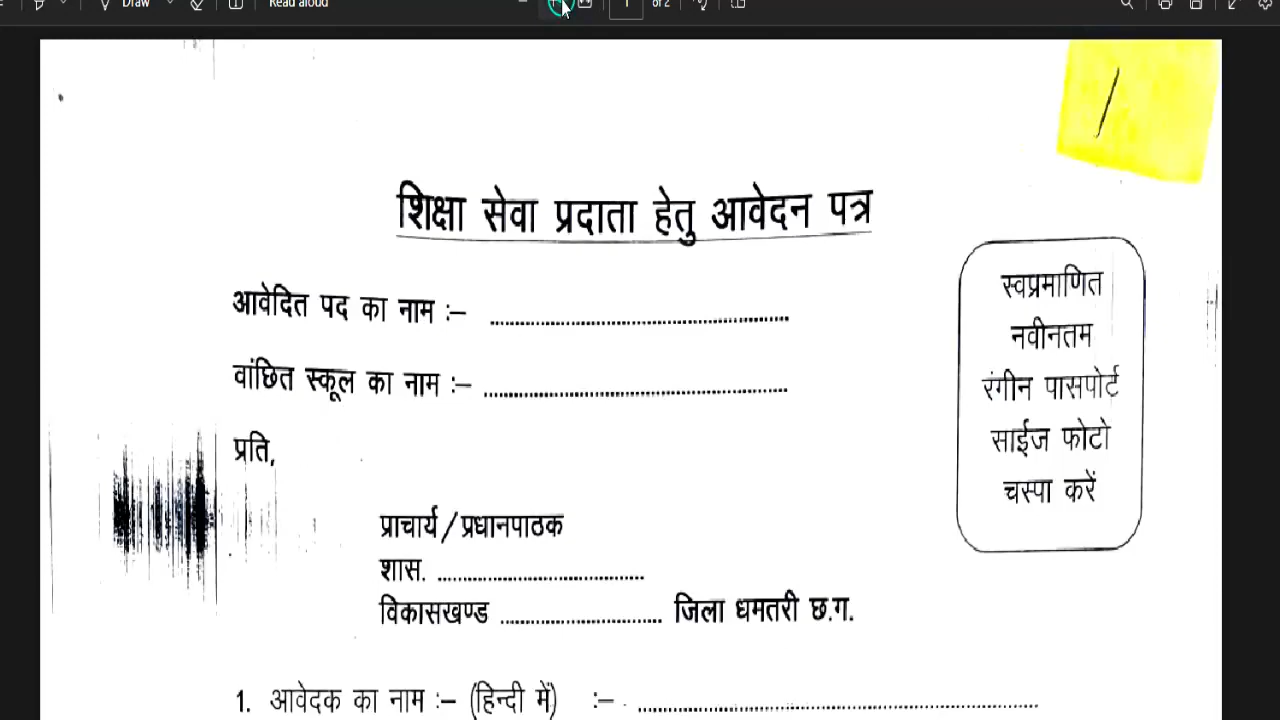 Draw
Read aloud
1
of 2
/
शिक्षा सेवा प्रदाता हेतु आवेदन पत्र
आवेदित पद का नाम :– ......................................................
वांछित स्कूल का नाम :– ......................................................
स्वप्रमाणित
नवीनतम
रंगीन पासपोर्ट
साईज फोटो
चस्पा करें
प्रति,
प्राचार्य/प्रधानपाठक
शास. ......................................
विकासखण्ड .............................. जिला धमतरी छ.ग.
1. आवेदक का नाम :– (हिन्दी में) :– ......................................................